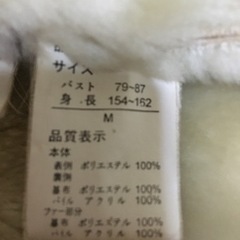 サイズ
バスト 79~87
身長 154~162
M
品質表示
本体
表側 ポリエステル 100%
裏側
基布 ポリエステル 100%
パイル アクリル 100%
ファー部分
基布 ポリエステル 100%
パイル アクリル 100%